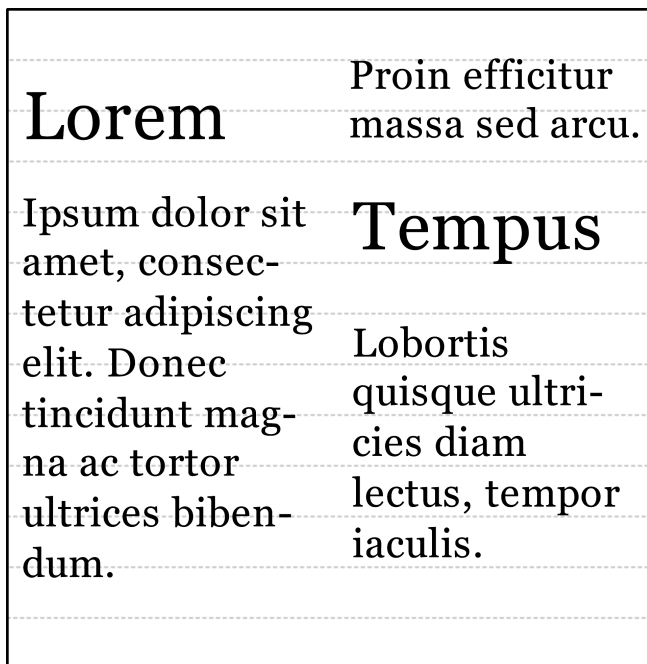 Lorem
Ipsum dolor sit
amet, consec-
tetur adipiscing
elit. Donec
tincidunt mag-
na ac tortor
ultrices biben-
dum.
Proin efficitur
massa sed arcu.
Tempus
Lobortis
quisque ultri-
cies diam
lectus, tempor
iaculis.